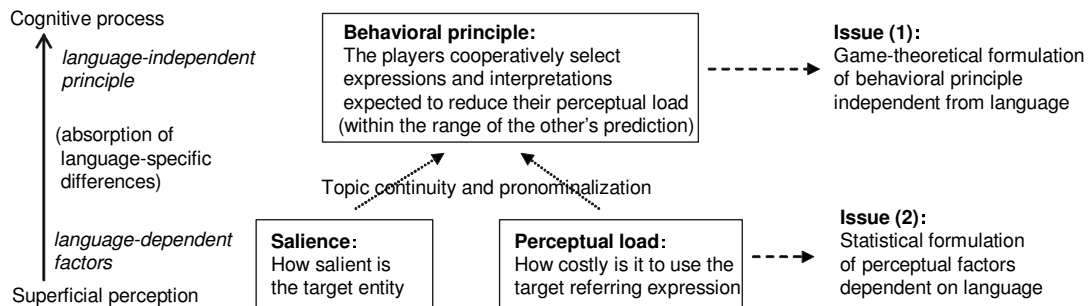 Cognitive process
language-independent
principle
(absorption of
language-specific
differences)
language-dependent
factors
Superficial perception
Behavioral principle:
The players cooperatively select
expressions and interpretations
expected to reduce their perceptual load
(within the range of the other's prediction)
Topic continuity and pronominalization
Salience:
How salient is
the target entity
Perceptual load:
How costly is it to use the
target referring expression
Issue (1):
Game-theoretical formulation
of behavioral principle
independent from language
Issue (2):
Statistical formulation
of perceptual factors
dependent on language